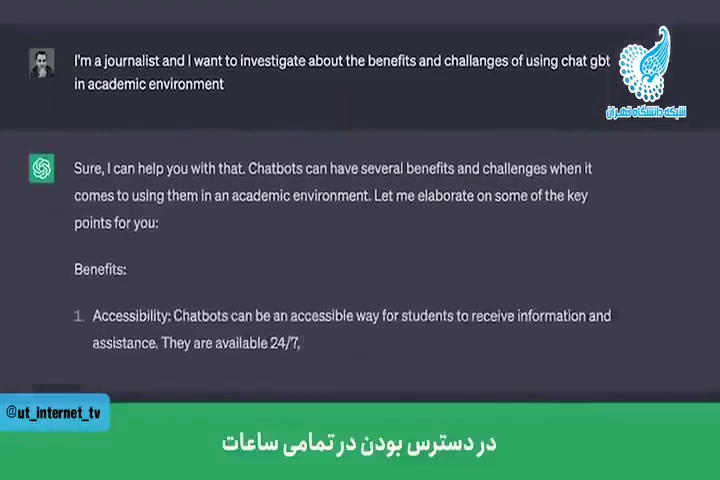 I'm a journalist and I want to investigate about the benefits and challanges of using chat gbt
in academic environment
شبکه دانشگاه تهران
Sure, I can help you with that. Chatbots can have several benefits and challenges when it
comes to using them in an academic environment. Let me elaborate on some of the key
points for you:
Benefits:
1. Accessibility: Chatbots can be an accessible way for students to receive information and
assistance. They are available 24/7,
@ut_internet_tv
در دسترس بودن در تمامی ساعات